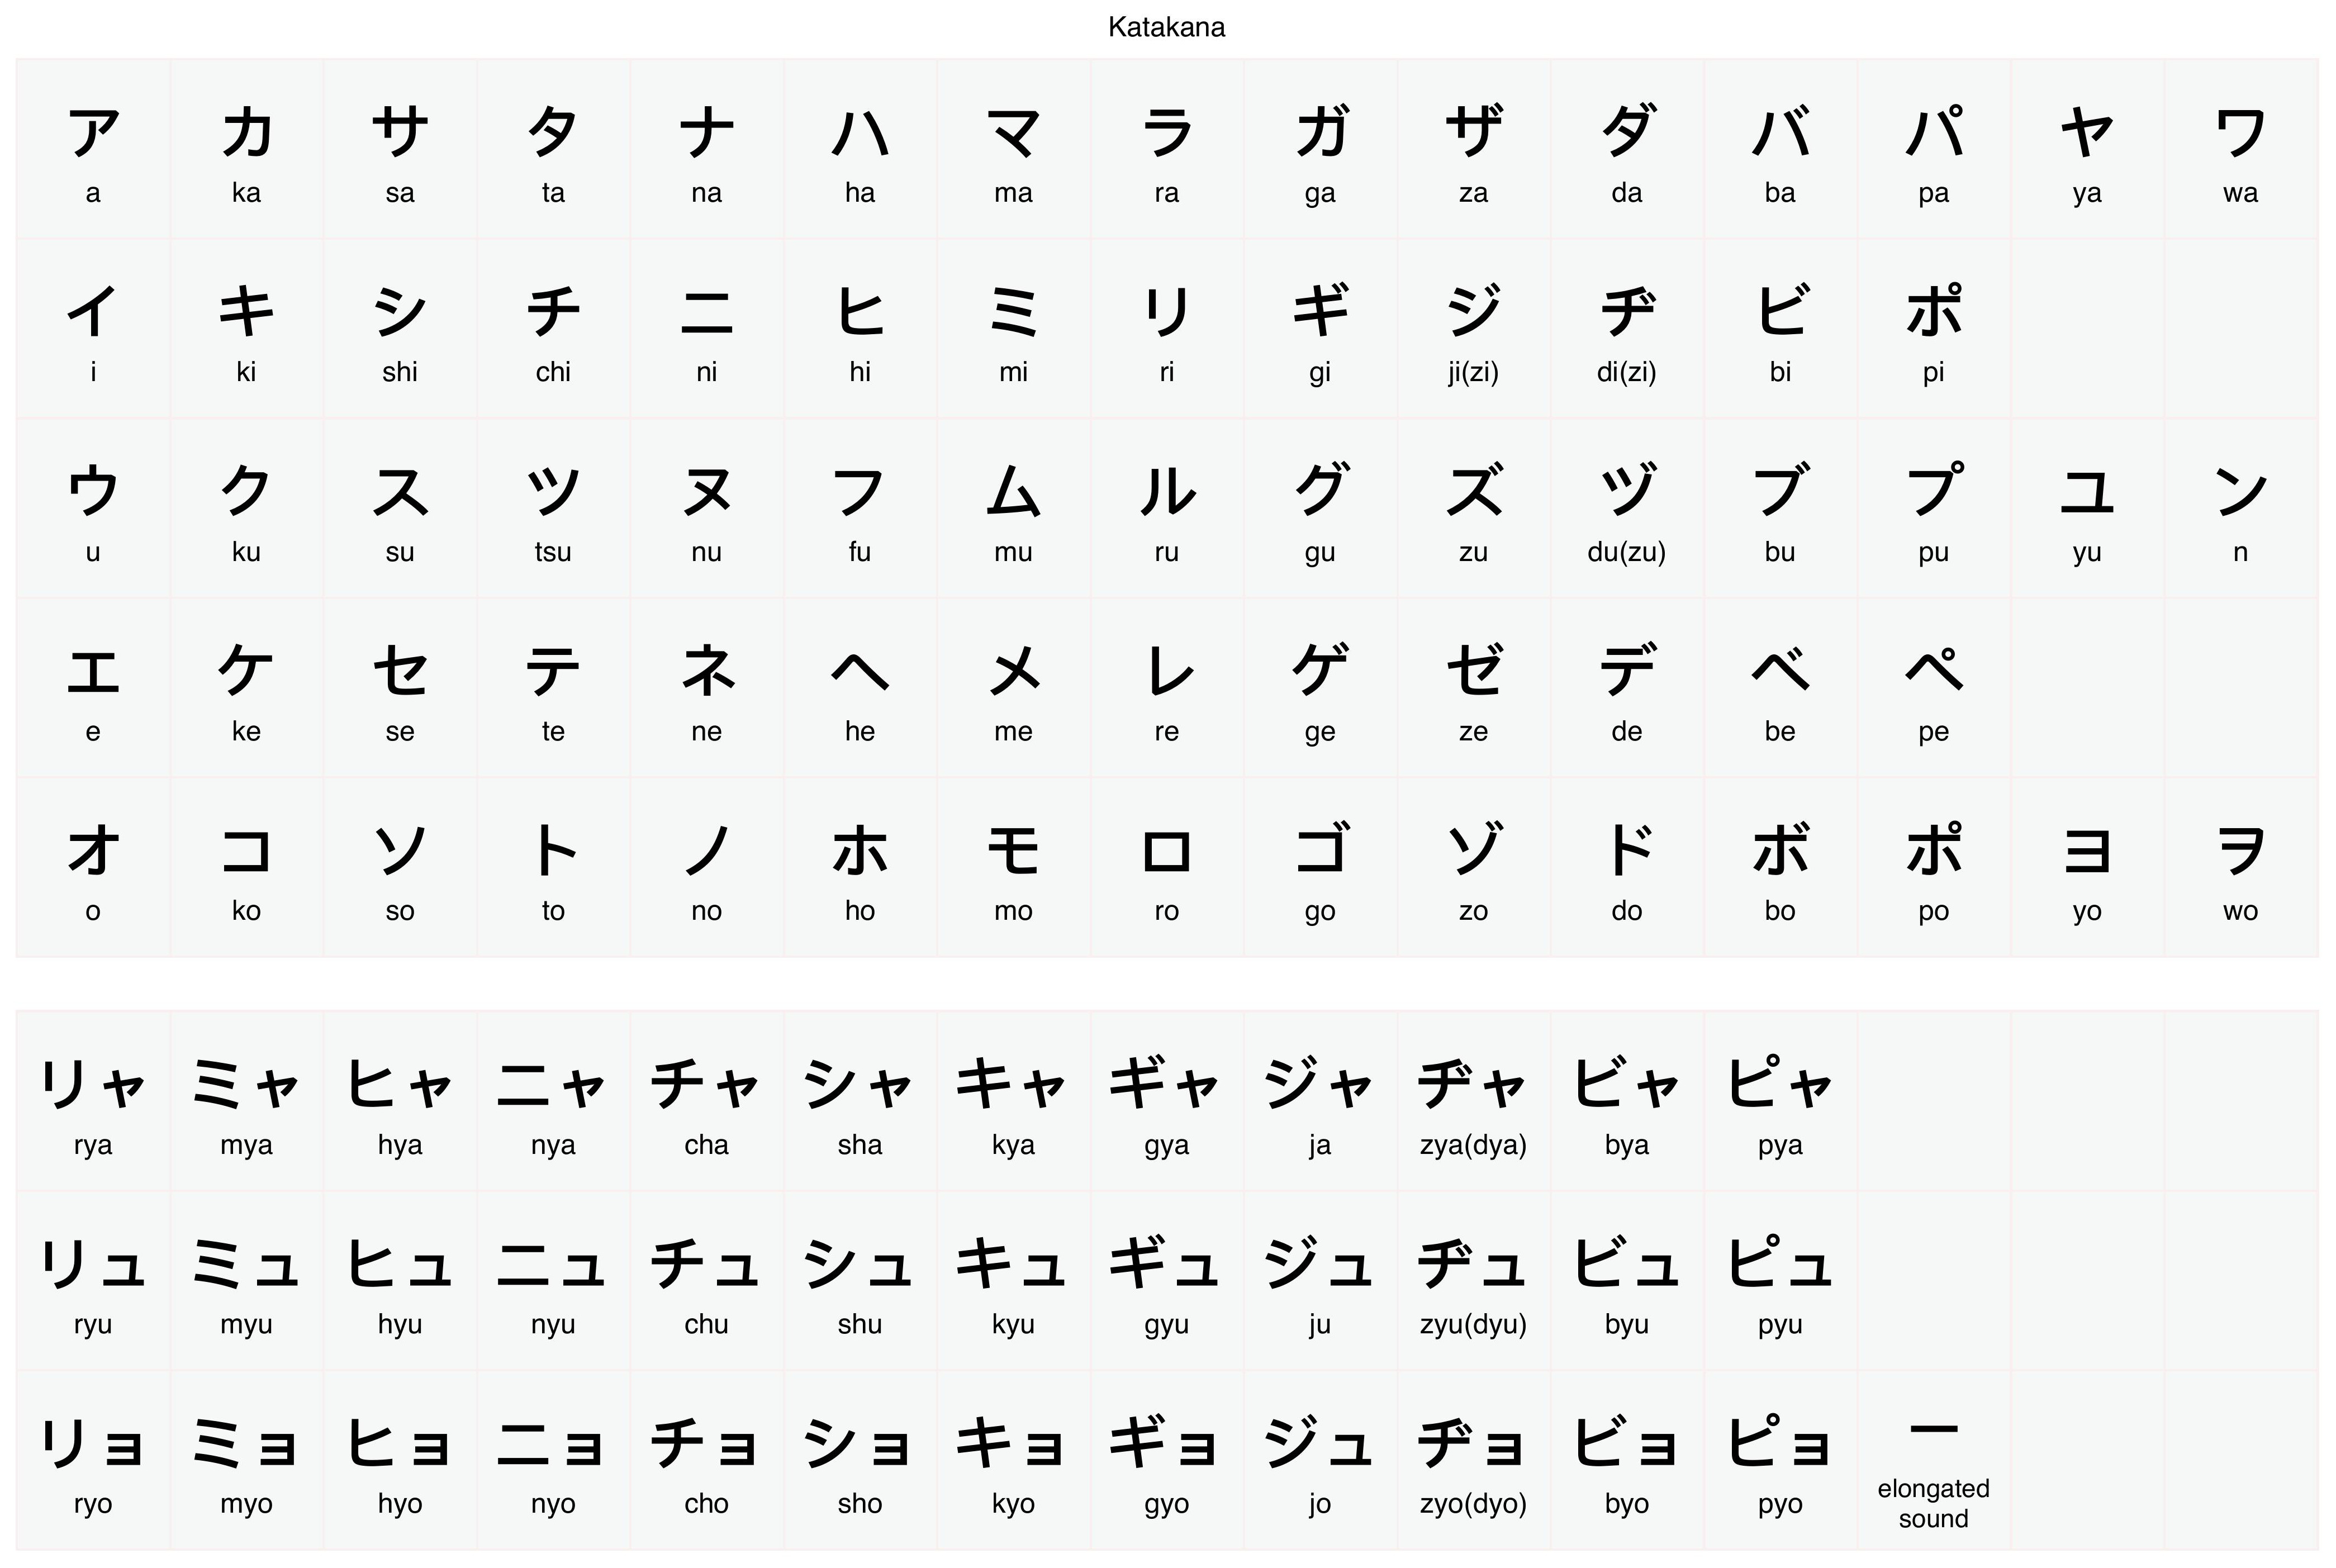 Katakana
ア カ サ タ ナ ハ マ ラ ガ ザ ダ バ パ ヤ ワ
a ka sa ta na ha ma ra ga za da ba pa ya wa
イ キ シ チ ニ ヒ ミ リ ギ ジ ヂ ビ ポ
i ki shi chi ni hi mi ri gi ji(zi) di(zi) bi pi
ウ ク ス ツ ヌ フ ム ル グ ズ ヅ ブ プ ユ ン
u ku su tsu nu fu mu ru gu zu du(zu) bu pu yu n
エ ケ セ テ ネ ヘ メ レ ゲ ゼ デ ベ ペ
e ke se te ne he me re ge ze de be pe
オ コ ソ ト ノ ホ モ ロ ゴ ゾ ド ボ ポ ヨ ヲ
o ko so to no ho mo ro go zo do bo po yo wo
リャ ミャ ヒャ ニャ チャ シャ キャ ギャ ジャ ヂャ ビャ ピャ
rya mya hya nya cha sha kya gya ja zya(dya) bya pya
リュ ミュ ヒュ ニュ チュ シュ キュ ギュ ジュ ヂュ ビュ ピュ
ryu myu hyu nyu chu shu kyu gyu ju zyu(dyu) byu pyu
リョ ミョ ヒョ ニョ チョ ショ キョ ギョ ジュ ヂョ ビョ ピョ ー
ryo myo hyo nyo cho sho kyo gyo jo zyo(dyo) byo pyo elongated
sound